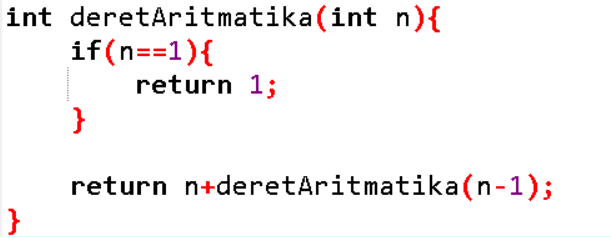 int deretAritmatika(int n){
if(n==1){
return 1;
}
return n+deretAritmatika(n-1);
}